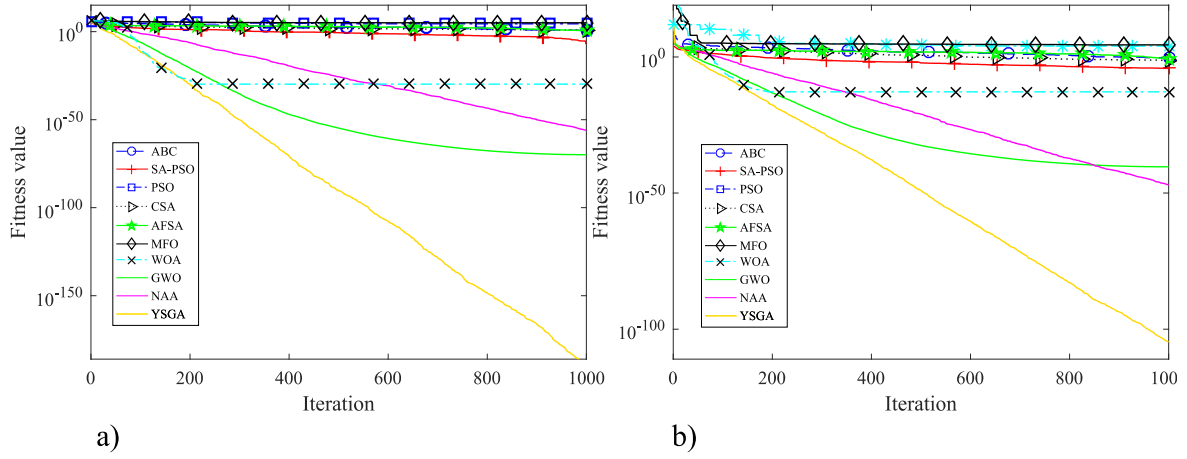 a)
Fitness value
10^0
10^-50
10^-100
10^-150
0 200 400 600 800 1000
Iteration
ABC
SA-PSO
PSO
CSA
AFSA
MFO
WOA
GWO
NAA
YSGA
b)
Fitness value
10^0
10^-50
10^-100
0 200 400 600 800 100
Iteration
ABC
SA-PSO
PSO
CSA
AFSA
MFO
WOA
GWO
NAA
YSGA